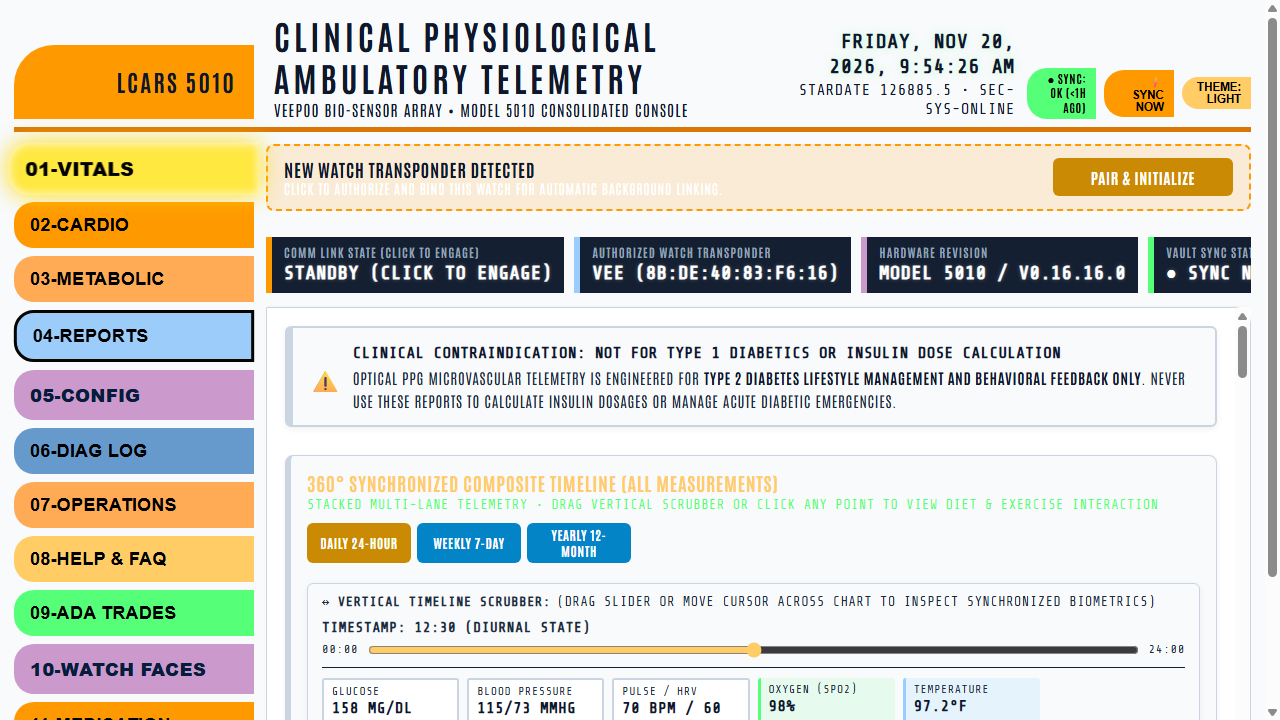 LCARS 5010
CLINICAL PHYSIOLOGICAL
AMBULATORY TELEMETRY
VEEPOO BIO-SENSOR ARRAY • MODEL 5010 CONSOLIDATED CONSOLE
FRIDAY, NOV 20,
2026, 9:54:26 AM
STARDATE 126885.5 · SEC-
SYS-ONLINE
● SYNC:
OK (<1H
AGO)
SYNC
NOW
THEME:
LIGHT
01-VITALS
02-CARDIO
03-METABOLIC
04-REPORTS
05-CONFIG
06-DIAG LOG
07-OPERATIONS
08-HELP & FAQ
09-ADA TRADES
10-WATCH FACES
11-MEDICATION
NEW WATCH TRANSPONDER DETECTED
CLICK TO AUTHORIZE AND BIND THIS WATCH FOR AUTOMATIC BACKGROUND LINKING.
PAIR & INITIALIZE
COMM LINK STATE (CLICK TO ENGAGE)
STANDBY (CLICK TO ENGAGE)
AUTHORIZED WATCH TRANSPONDER
VEE (8B:DE:40:83:F6:16)
HARDWARE REVISION
MODEL 5010 / V0.16.16.0
VAULT SYNC STAT
● SYNC N
CLINICAL CONTRAINDICATION: NOT FOR TYPE 1 DIABETICS OR INSULIN DOSE CALCULATION
OPTICAL PPG MICROVASCULAR TELEMETRY IS ENGINEERED FOR TYPE 2 DIABETES LIFESTYLE MANAGEMENT AND BEHAVIORAL FEEDBACK ONLY. NEVER
USE THESE REPORTS TO CALCULATE INSULIN DOSAGES OR MANAGE ACUTE DIABETIC EMERGENCIES.
360° SYNCHRONIZED COMPOSITE TIMELINE (ALL MEASUREMENTS)
STACKED MULTI-LANE TELEMETRY · DRAG VERTICAL SCRUBBER OR CLICK ANY POINT TO VIEW DIET & EXERCISE INTERACTION
DAILY 24-HOUR
WEEKLY 7-DAY
YEARLY 12-
MONTH
↔ VERTICAL TIMELINE SCRUBBER: (DRAG SLIDER OR MOVE CURSOR ACROSS CHART TO INSPECT SYNCHRONIZED BIOMETRICS)
TIMESTAMP: 12:30 (DIURNAL STATE)
00:00
24:00
GLUCOSE
158 MG/DL
BLOOD PRESSURE
115/73 MMHG
PULSE / HRV
70 BPM / 60
OXYGEN (SPO2)
98%
TEMPERATURE
97.2°F